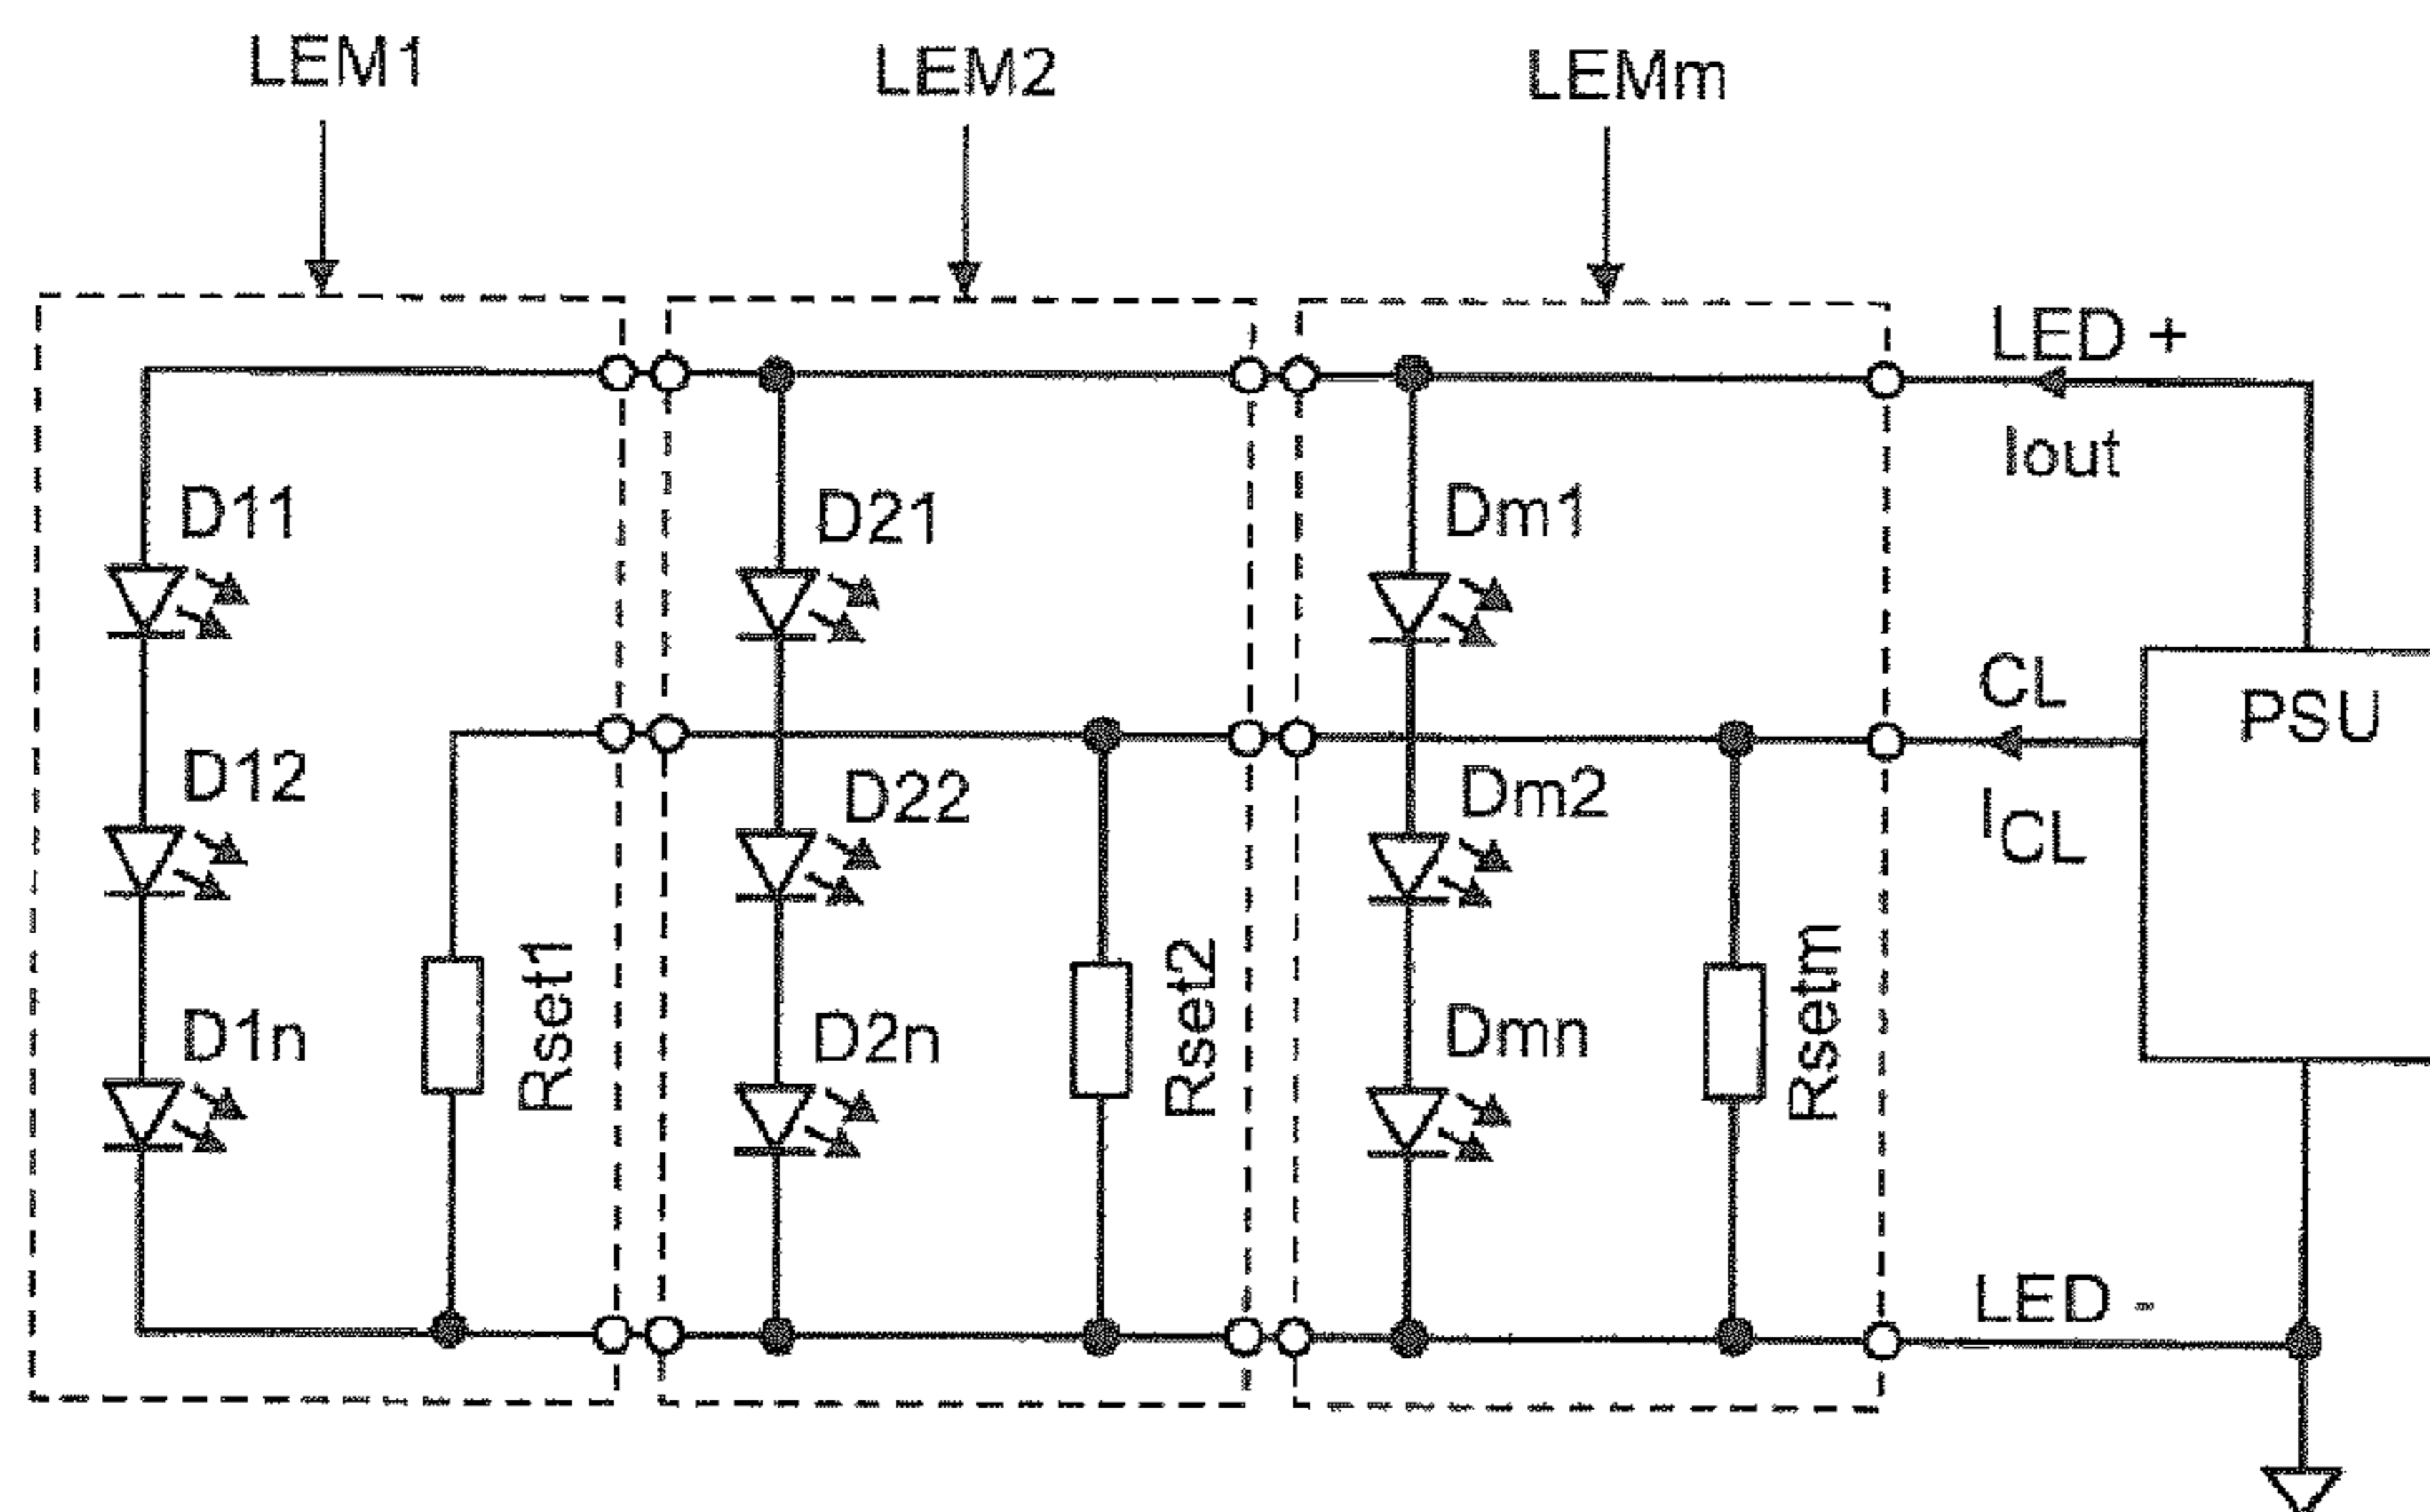 LEM1
LEM2
LEMm
LED +
Iout
D11
D21
Dm1
CL
PSU
D12
D22
Dm2
ICL
Rset1
Rset2
Rsetm
D1n
D2n
Dmn
LED -